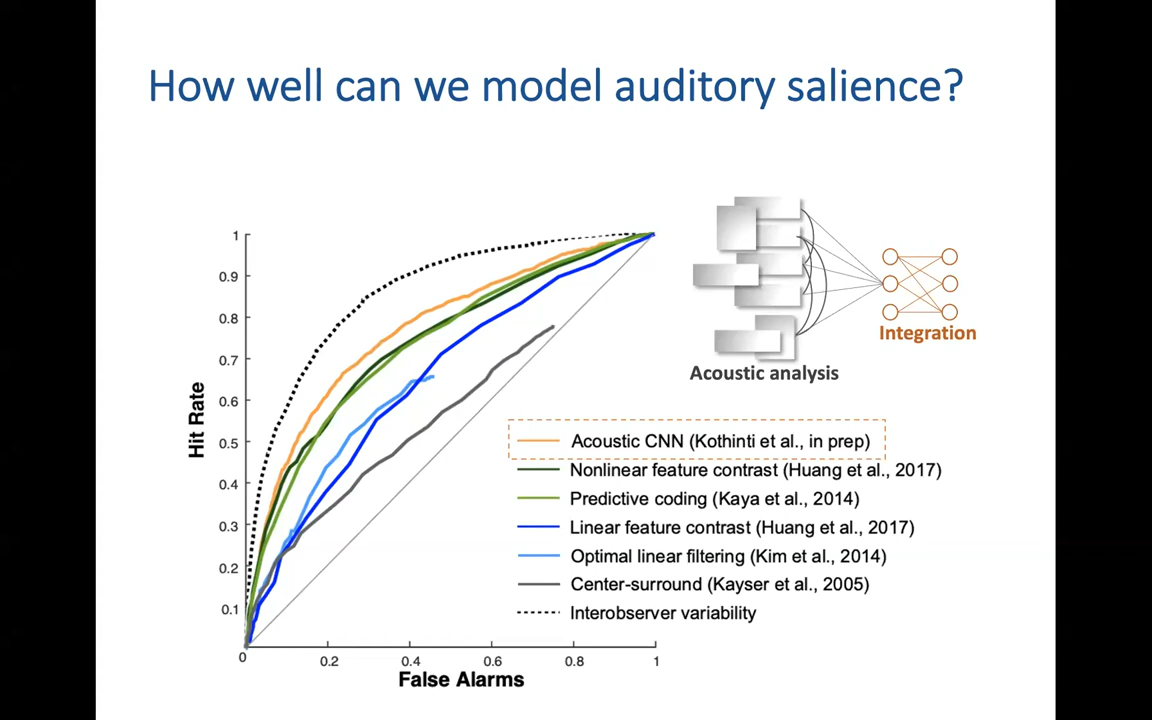 How well can we model auditory salience?
1
0.9
0.8
0.7
0.6
0.5
0.4
0.3
0.2
0.1
0
0.2
0.4
0.6
0.8
1
Hit Rate
False Alarms
Acoustic analysis
Integration
Acoustic CNN (Kothinti et al., in prep)
Nonlinear feature contrast (Huang et al., 2017)
Predictive coding (Kaya et al., 2014)
Linear feature contrast (Huang et al., 2017)
Optimal linear filtering (Kim et al., 2014)
Center-surround (Kayser et al., 2005)
Interobserver variability